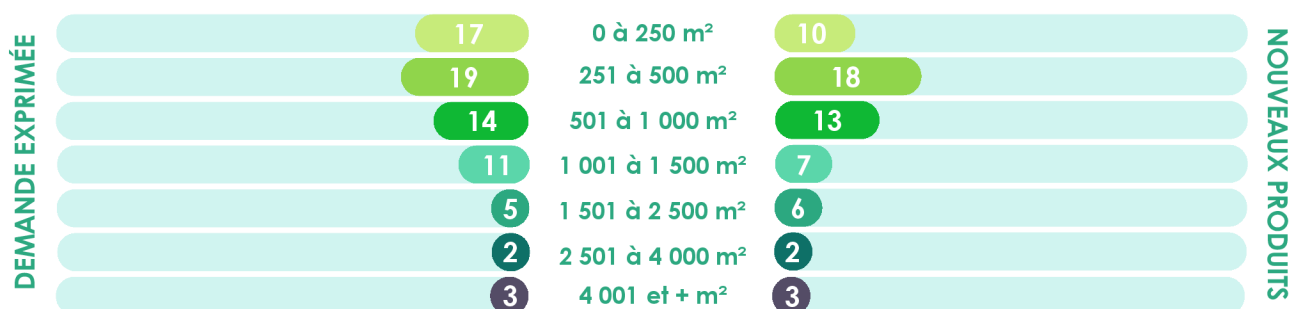 DEMANDE EXPRIMÉE
17 0 à 250 m² 10
19 251 à 500 m² 18
14 501 à 1 000 m² 13
11 1 001 à 1 500 m² 7
5 1 501 à 2 500 m² 6
2 2 501 à 4 000 m² 2
3 4 001 et + m² 3
NOUVEAUX PRODUITS